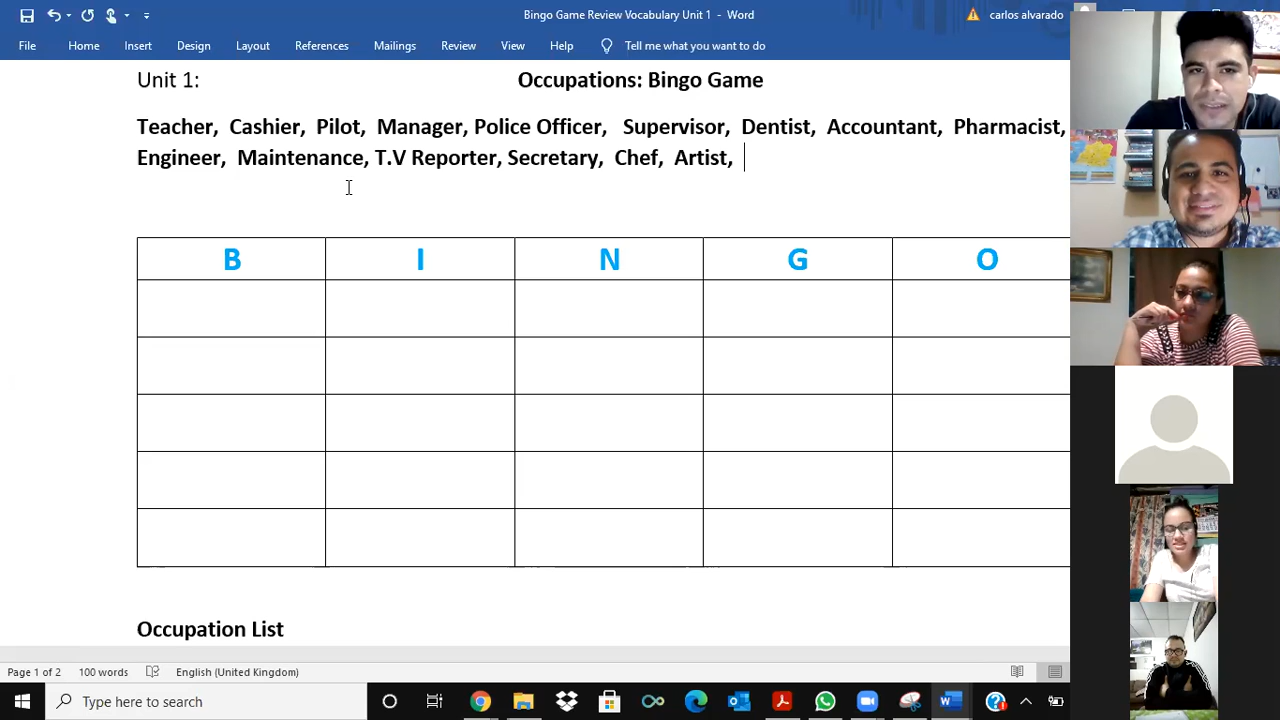 Bingo Game Review Vocabulary Unit 1 - Word
carlos alvarado
File Home Insert Design Layout References Mailings Review View Help Tell me what you want to do
Unit 1: Occupations: Bingo Game
Teacher, Cashier, Pilot, Manager, Police Officer, Supervisor, Dentist, Accountant, Pharmacist,
Engineer, Maintenance, T.V Reporter, Secretary, Chef, Artist,
B I N G O
Occupation List
Page 1 of 2 100 words English (United Kingdom)
Type here to search